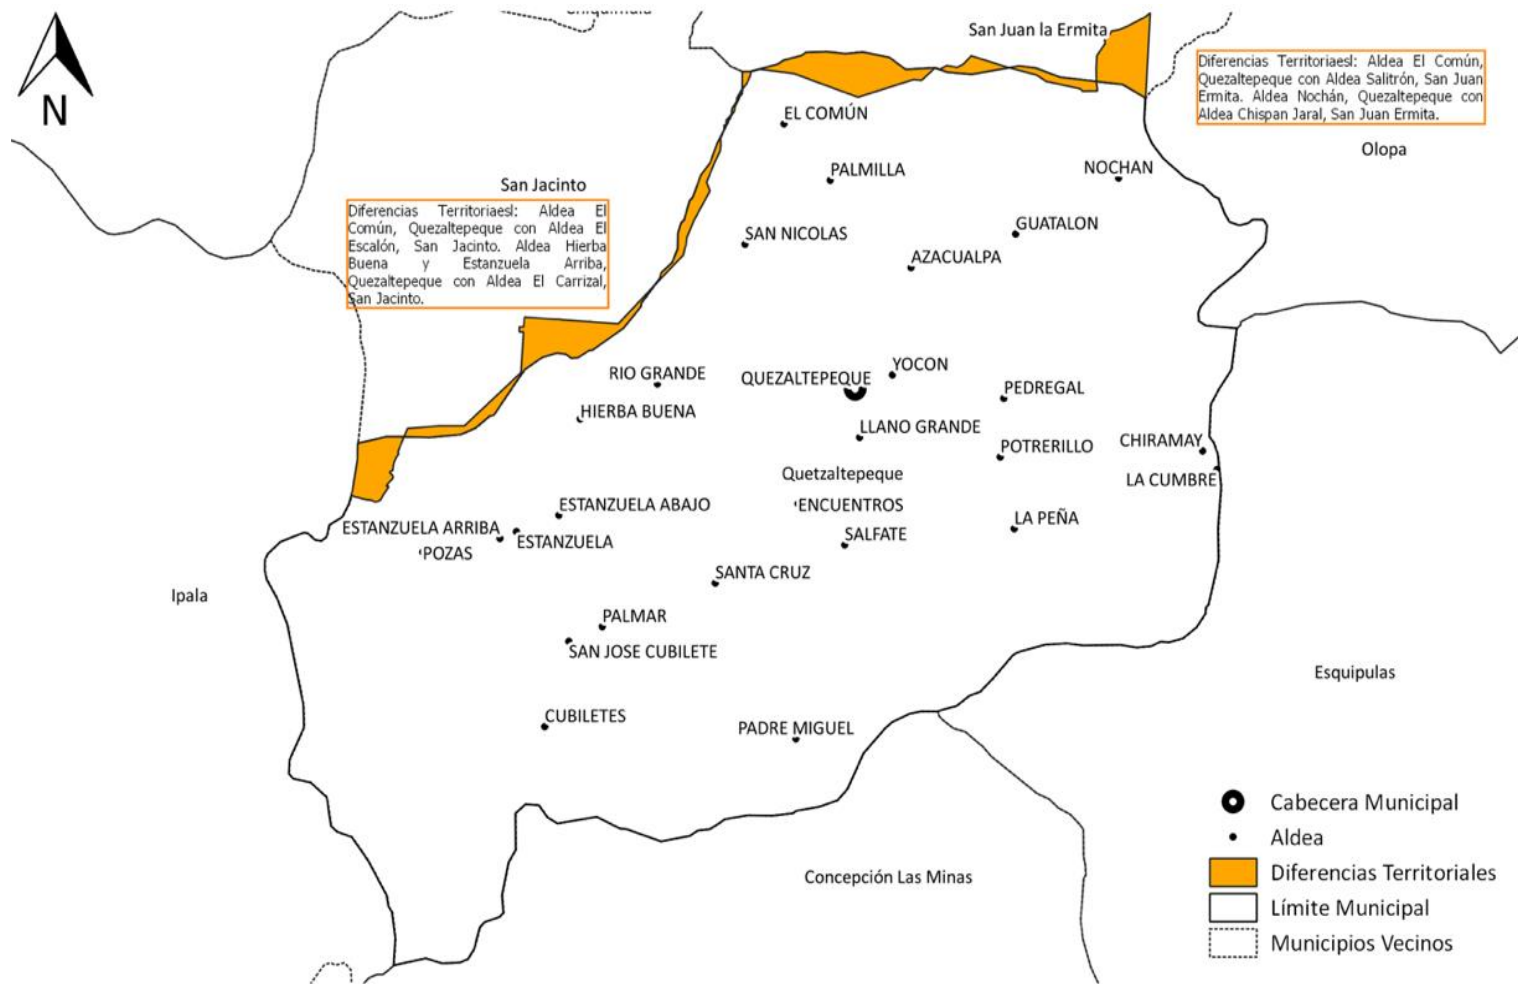 Chiquimula
San Juan la Ermita
Diferencias Territoriaesl: Aldea El Común,
Quezaltepeque con Aldea Salitrón, San Juan
Ermita. Aldea Nochán, Quezaltepeque con
Aldea Chispan Jaral, San Juan Ermita.
N
EL COMÚN
Olopa
PALMILLA
NOCHAN
San Jacinto
Diferencias Territoriaesl: Aldea El
Común, Quezaltepeque con Aldea El
Escalón, San Jacinto. Aldea Hierba
Buena y Estanzuela Arriba,
Quezaltepeque con Aldea El Carrizal,
San Jacinto.
GUATALON
SAN NICOLAS
AZACUALPA
YOCON
RIO GRANDE
QUEZALTEPEQUE
PEDREGAL
HIERBA BUENA
LLANO GRANDE
CHIRAMAY
POTRERILLO
Quetzaltepeque
LA CUMBRE
ESTANZUELA ABAJO
ENCUENTROS
LA PEÑA
ESTANZUELA ARRIBA
SALFATE
ESTANZUELA
POZAS
SANTA CRUZ
Ipala
PALMAR
SAN JOSE CUBILETE
Esquipulas
CUBILETES
PADRE MIGUEL
Concepción Las Minas
Cabecera Municipal
Aldea
Diferencias Territoriales
Límite Municipal
Municipios Vecinos